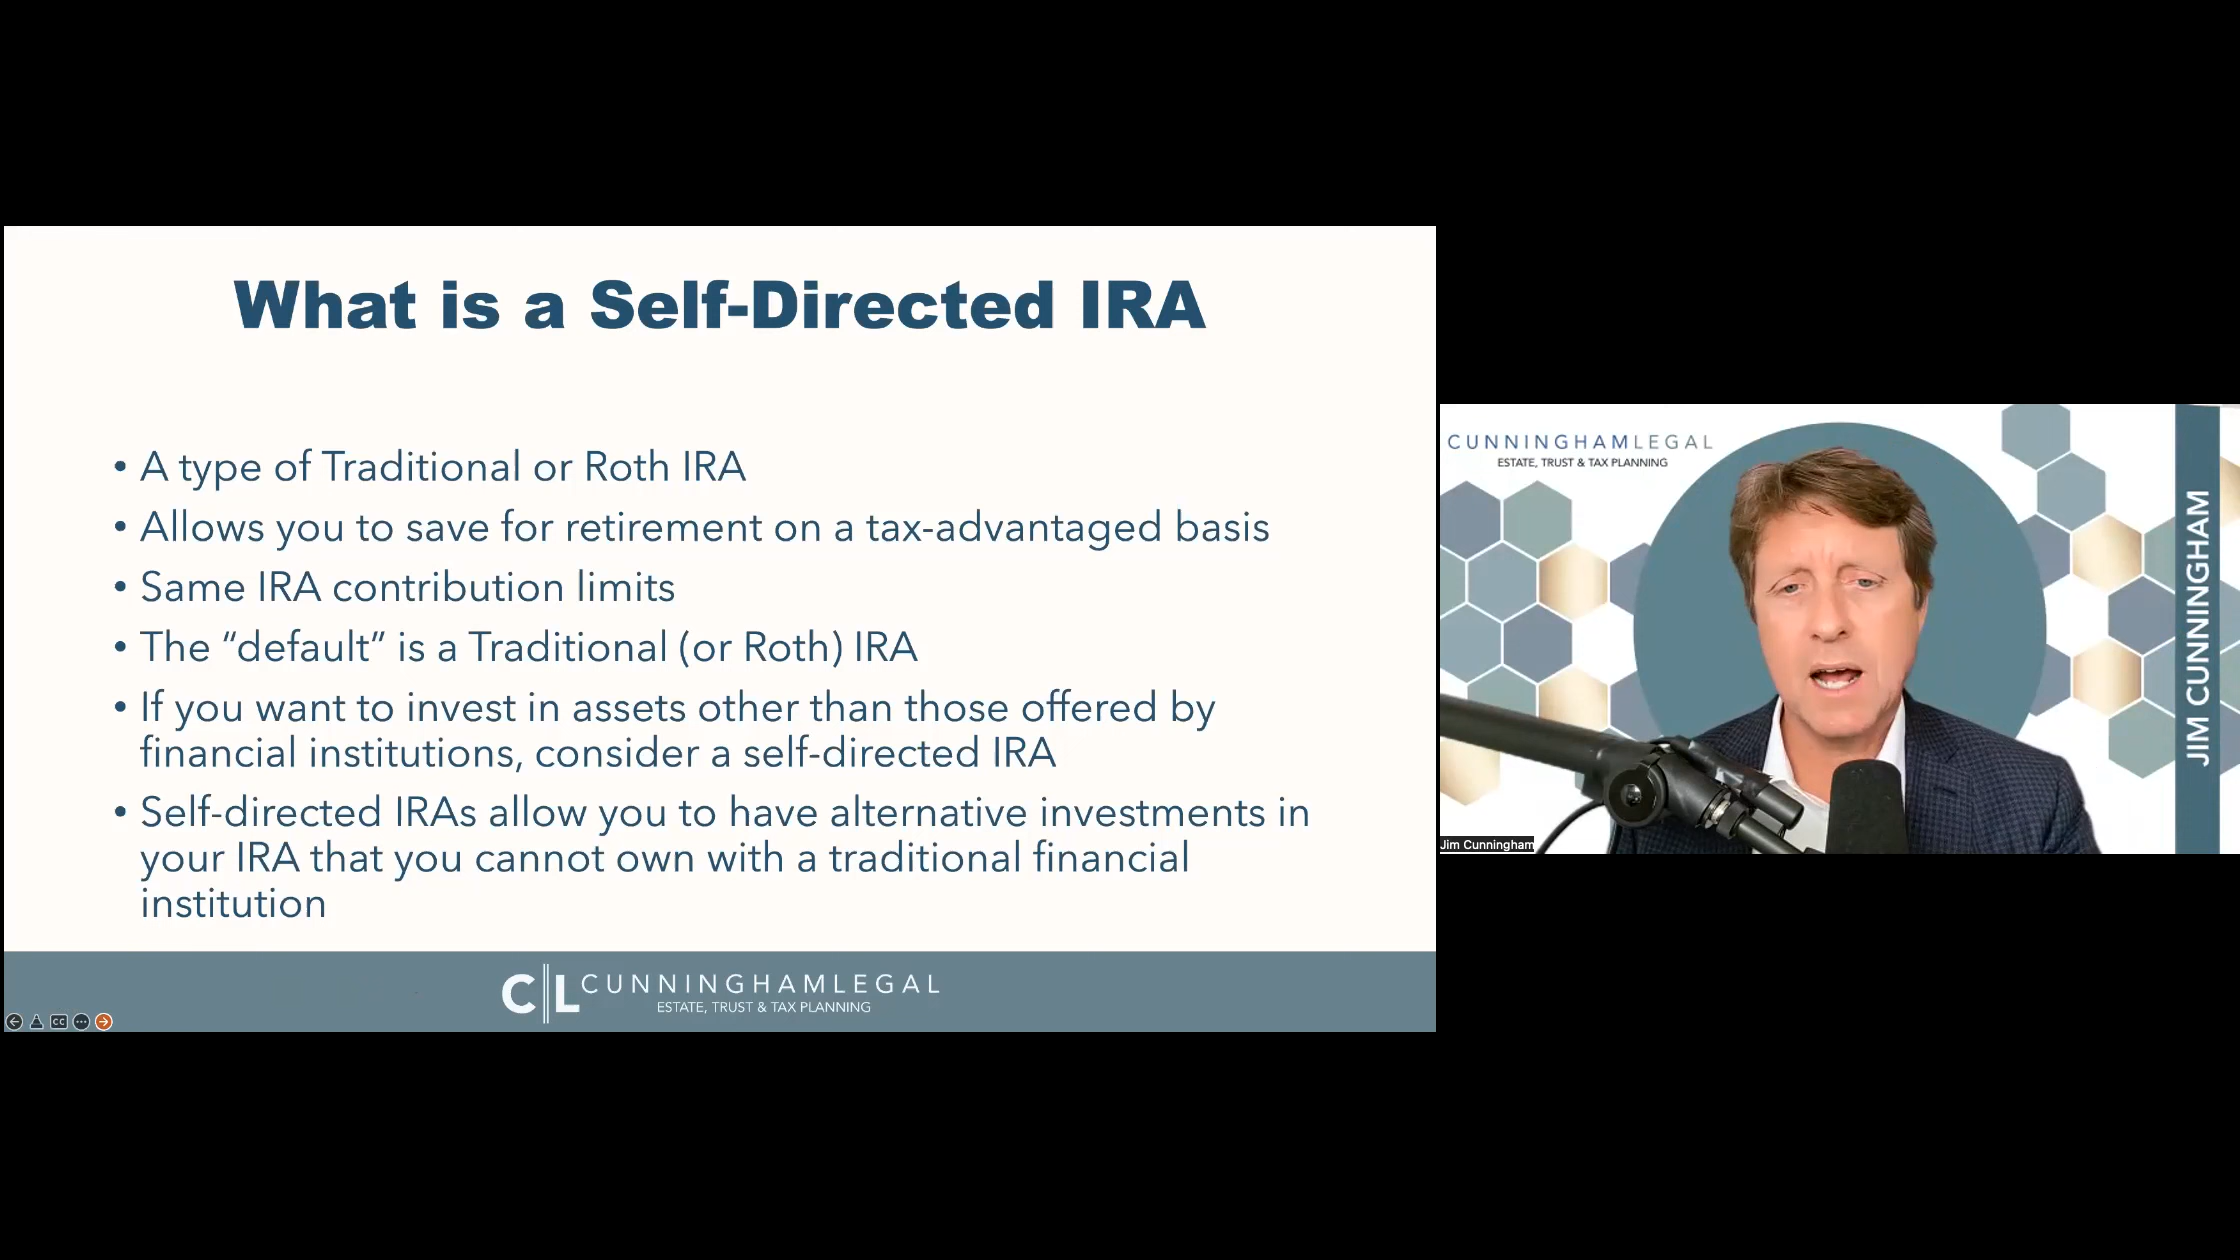 What is a Self-Directed IRA
• A type of Traditional or Roth IRA
• Allows you to save for retirement on a tax-advantaged basis
• Same IRA contribution limits
• The “default” is a Traditional (or Roth) IRA
• If you want to invest in assets other than those offered by
financial institutions, consider a self-directed IRA
• Self-directed IRAs allow you to have alternative investments in
your IRA that you cannot own with a traditional financial
institution
CL CUNNINGHAMLEGAL
ESTATE, TRUST & TAX PLANNING
CC
CUNNINGHAMLEGAL
ESTATE, TRUST & TAX PLANNING
JIM CUNNINGHAM
Jim Cunningham